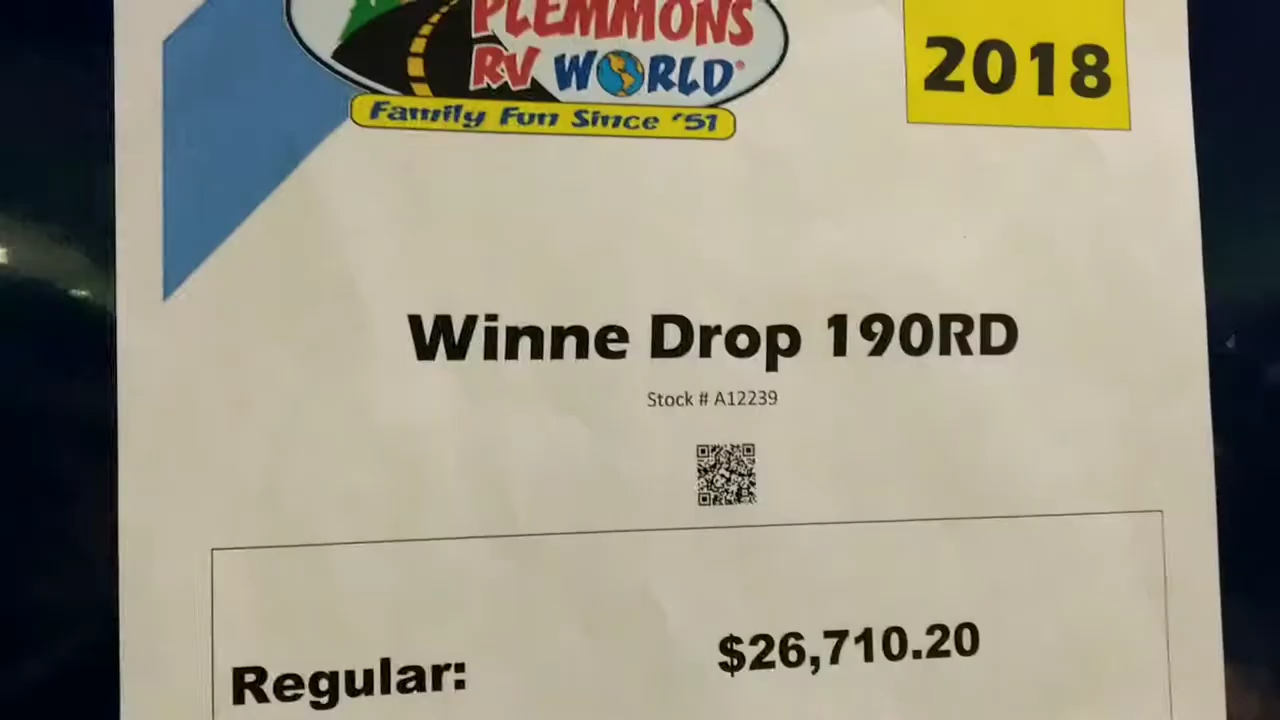 PLEMMONS
RV WORLD
Family Fun Since '51
2018
Winne Drop 190RD
Stock # A12239
Regular: $26,710.20